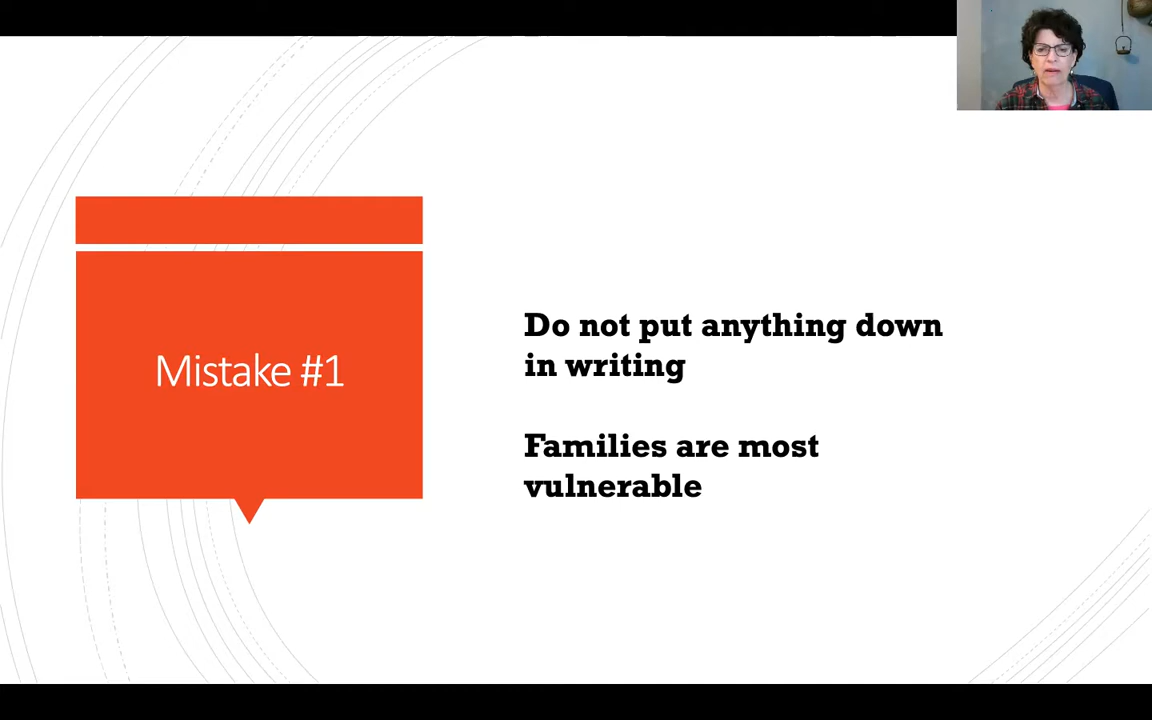 Mistake #1
Do not put anything down
in writing
Families are most
vulnerable